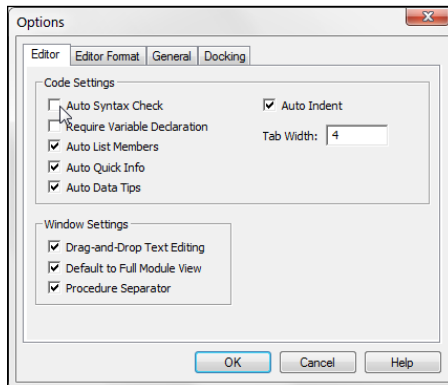 Options
Editor Editor Format General Docking
Code Settings
Auto Syntax Check Auto Indent
Require Variable Declaration Tab Width: 4
Auto List Members
Auto Quick Info
Auto Data Tips
Window Settings
Drag-and-Drop Text Editing
Default to Full Module View
Procedure Separator
OK Cancel Help